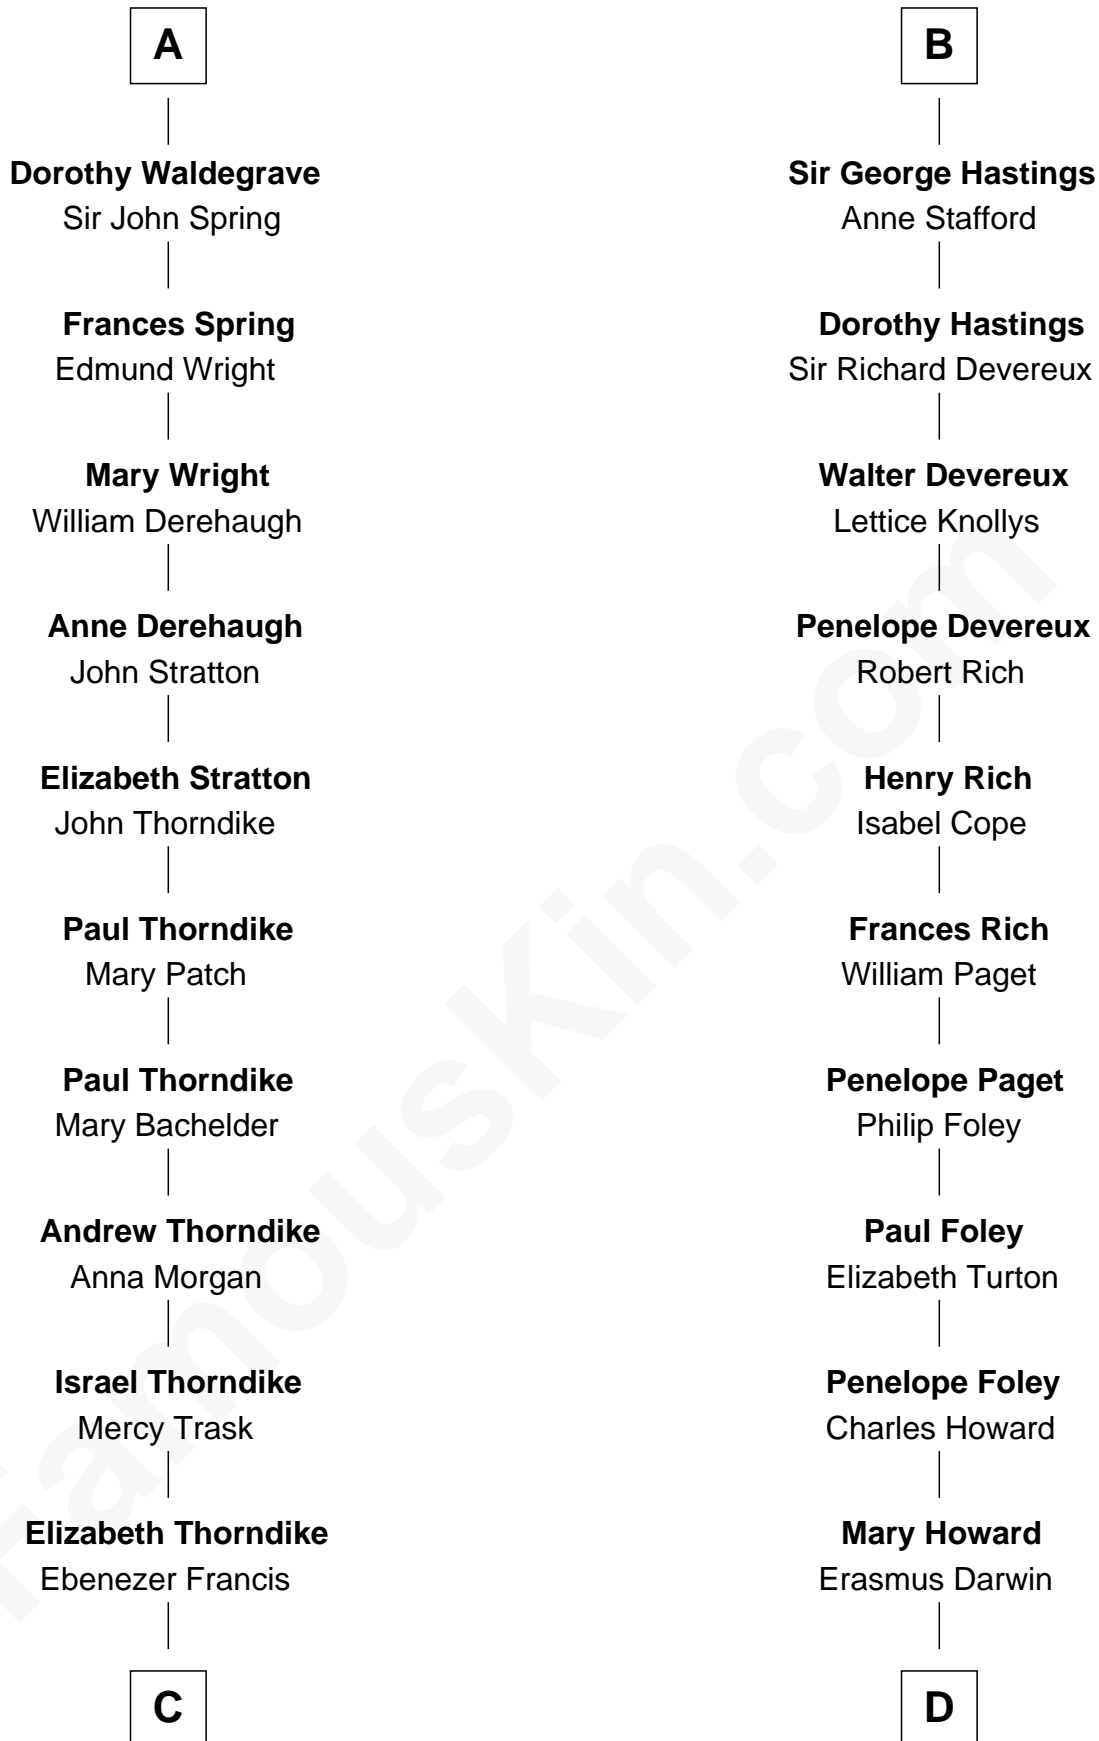 A
Dorothy Waldegrave
Sir John Spring
Frances Spring
Edmund Wright
Mary Wright
William Derehaugh
Anne Derehaugh
John Stratton
Elizabeth Stratton
John Thorndike
Paul Thorndike
Mary Patch
Paul Thorndike
Mary Bachelder
Andrew Thorndike
Anna Morgan
Israel Thorndike
Mercy Trask
Elizabeth Thorndike
Ebenezer Francis
C
B
Sir George Hastings
Anne Stafford
Dorothy Hastings
Sir Richard Devereux
Walter Devereux
Lettice Knollys
Penelope Devereux
Robert Rich
Henry Rich
Isabel Cope
Frances Rich
William Paget
Penelope Paget
Philip Foley
Paul Foley
Elizabeth Turton
Penelope Foley
Charles Howard
Mary Howard
Erasmus Darwin
D
FamousKin.com